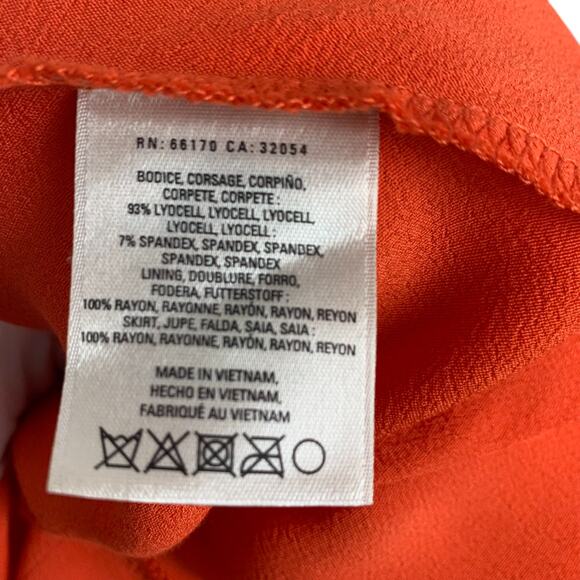 RN: 66170 CA: 32054
BODICE, CORSAGE, CORPIÑO,
CORPETE, CORPETE :
93% LYOCELL, LYOCELL, LYOCELL,
LYOCELL, LYOCELL :
7% SPANDEX, SPANDEX, SPANDEX,
SPANDEX, SPANDEX
LINING, DOUBLURE, FORRO,
FODERA, FUTTERSTOFF :
100% RAYON, RAYONNE, RAYÓN, RAYON, REYON
SKIRT, JUPE, FALDA, SAIA, SAIA :
100% RAYON, RAYONNE, RAYÓN, RAYON, REYON
MADE IN VIETNAM,
HECHO EN VIETNAM,
FABRIQUÉ AU VIETNAM